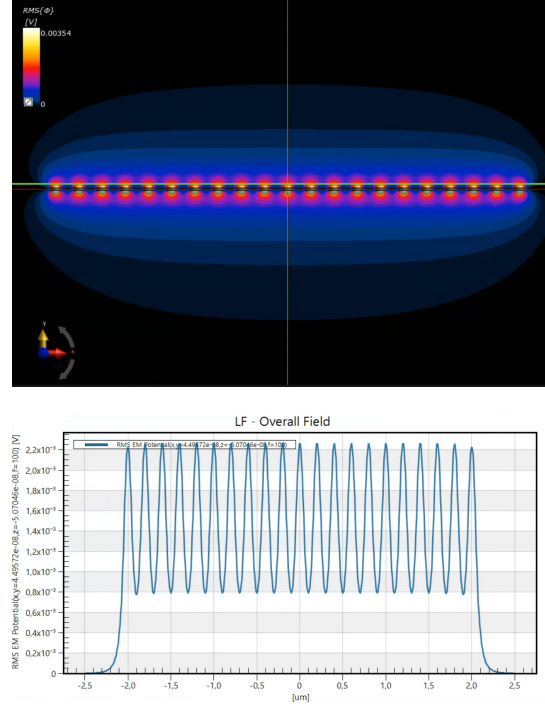 RMS{Φ}
[V]
0.00354
0
y
x
LF - Overall Field
RMS EM Potential(x,y=4.49572e-08,z=-5.07046e-08,f=100) [V]
RMS EM Potential(x,y=4.49572e-08,z=-5.07046e-08,f=100)
2,2x10⁻³
2,0x10⁻³
1,8x10⁻³
1,6x10⁻³
1,4x10⁻³
1,2x10⁻³
1,0x10⁻³
0,8x10⁻³
0,6x10⁻³
0,4x10⁻³
0,2x10⁻³
0
-2,5 -2,0 -1,5 -1,0 -0,5 0 0,5 1,0 1,5 2,0 2,5
[um]